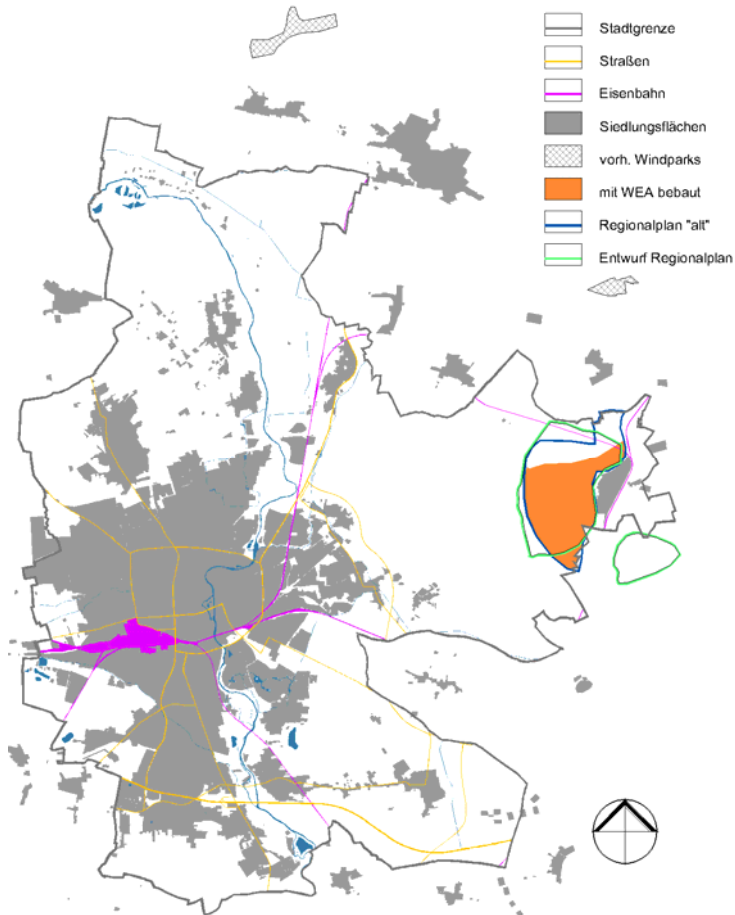 Stadtgrenze
Straßen
Eisenbahn
Siedlungsflächen
vorh. Windparks
mit WEA bebaut
Regionalplan "alt"
Entwurf Regionalplan